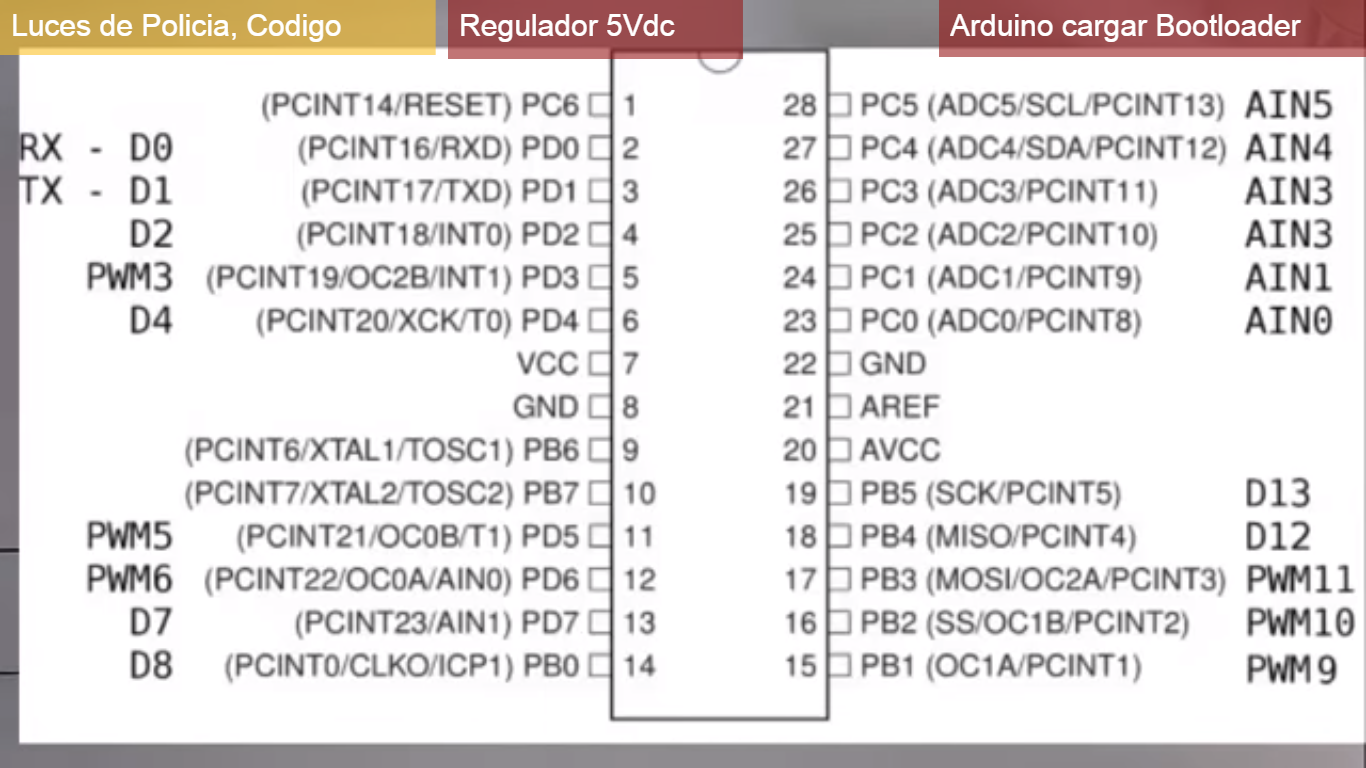 Luces de Policia, Codigo
Regulador 5Vdc
Arduino cargar Bootloader
(PCINT14/RESET) PC6 1 28 PC5 (ADC5/SCL/PCINT13) AIN5
RX - D0 (PCINT16/RXD) PD0 2 27 PC4 (ADC4/SDA/PCINT12) AIN4
TX - D1 (PCINT17/TXD) PD1 3 26 PC3 (ADC3/PCINT11) AIN3
D2 (PCINT18/INT0) PD2 4 25 PC2 (ADC2/PCINT10) AIN3
PWM3 (PCINT19/OC2B/INT1) PD3 5 24 PC1 (ADC1/PCINT9) AIN1
D4 (PCINT20/XCK/T0) PD4 6 23 PC0 (ADC0/PCINT8) AIN0
VCC 7 22 GND
GND 8 21 AREF
(PCINT6/XTAL1/TOSC1) PB6 9 20 AVCC
(PCINT7/XTAL2/TOSC2) PB7 10 19 PB5 (SCK/PCINT5) D13
PWM5 (PCINT21/OC0B/T1) PD5 11 18 PB4 (MISO/PCINT4) D12
PWM6 (PCINT22/OC0A/AIN0) PD6 12 17 PB3 (MOSI/OC2A/PCINT3) PWM11
D7 (PCINT23/AIN1) PD7 13 16 PB2 (SS/OC1B/PCINT2) PWM10
D8 (PCINT0/CLKO/ICP1) PB0 14 15 PB1 (OC1A/PCINT1) PWM9